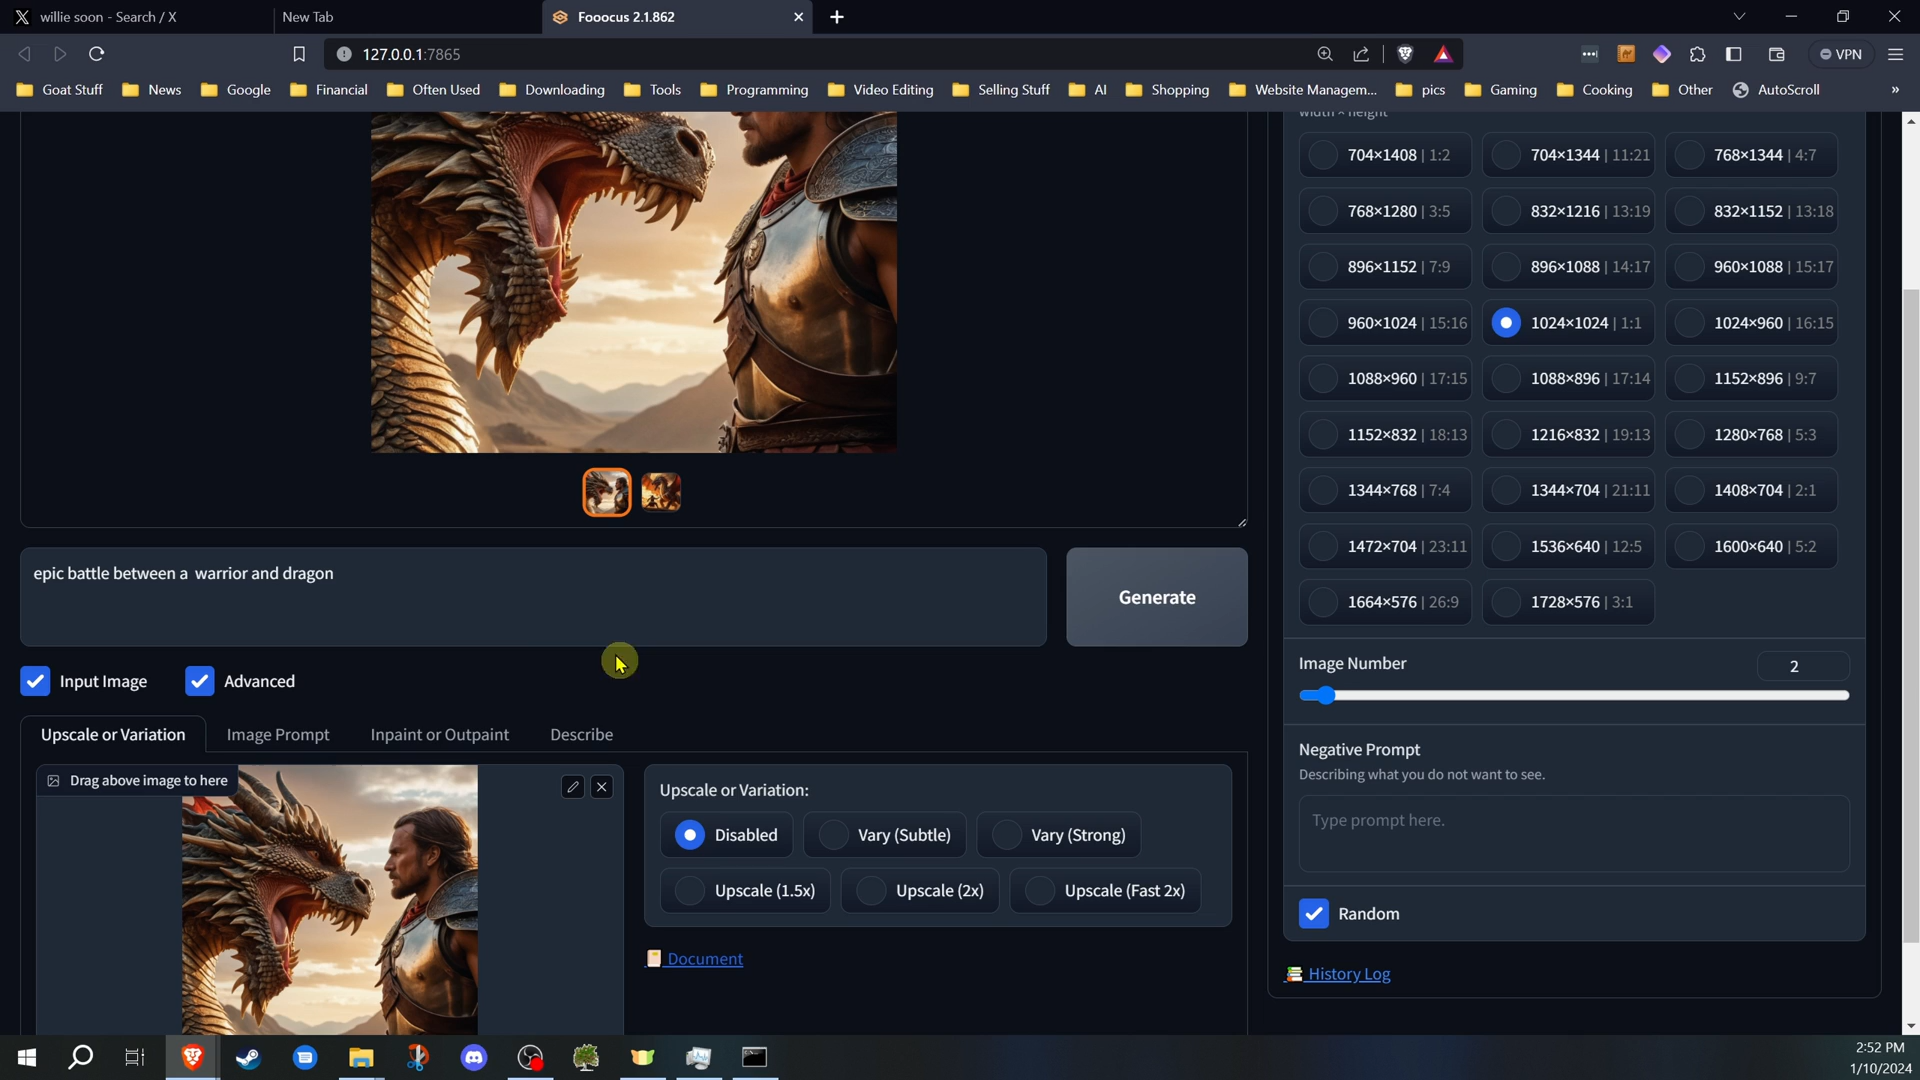 willie soon - Search / X
New Tab
Fooocus 2.1.862
127.0.0.1:7865
VPN
Goat Stuff
News
Google
Financial
Often Used
Downloading
Tools
Programming
Video Editing
Selling Stuff
AI
Shopping
Website Managem...
pics
Gaming
Cooking
Other
AutoScroll
»
width × height
704×1408 | 1:2
704×1344 | 11:21
768×1344 | 4:7
768×1280 | 3:5
832×1216 | 13:19
832×1152 | 13:18
896×1152 | 7:9
896×1088 | 14:17
960×1088 | 15:17
960×1024 | 15:16
1024×1024 | 1:1
1024×960 | 16:15
1088×960 | 17:15
1088×896 | 17:14
1152×896 | 9:7
1152×832 | 18:13
1216×832 | 19:13
1280×768 | 5:3
1344×768 | 7:4
1344×704 | 21:11
1408×704 | 2:1
1472×704 | 23:11
1536×640 | 12:5
1600×640 | 5:2
1664×576 | 26:9
1728×576 | 3:1
epic battle between a  warrior and dragon
Generate
Input Image
Advanced
Upscale or Variation
Image Prompt
Inpaint or Outpaint
Describe
Drag above image to here
Upscale or Variation:
Disabled
Vary (Subtle)
Vary (Strong)
Upscale (1.5x)
Upscale (2x)
Upscale (Fast 2x)
Document
Image Number
2
Negative Prompt
Describing what you do not want to see.
Type prompt here.
Random
History Log
2:52 PM
1/10/2024